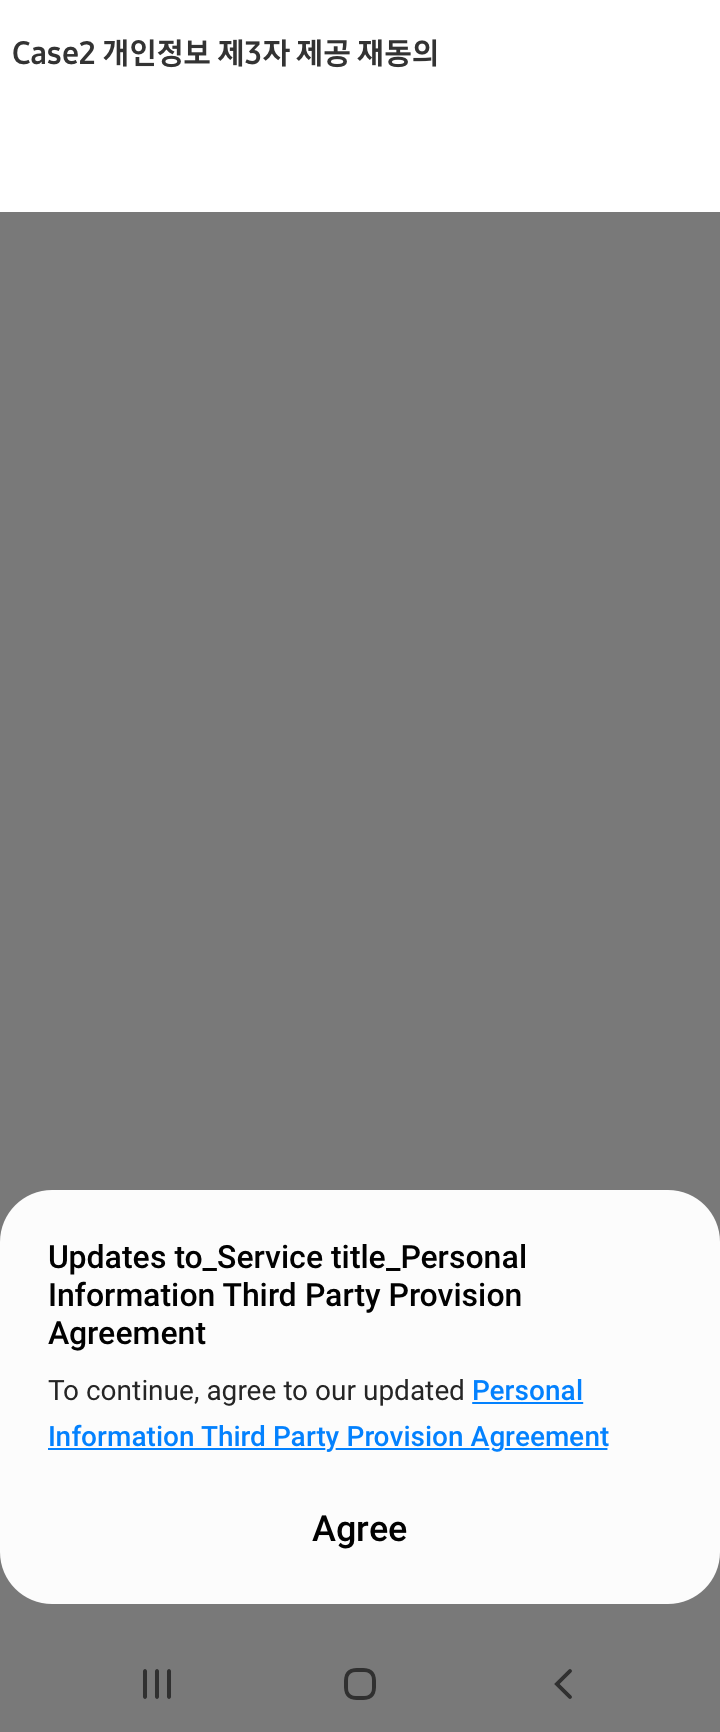 Case2 개인정보 제3자 제공 재동의
Updates to_Service title_Personal
Information Third Party Provision
Agreement
To continue, agree to our updated Personal
Information Third Party Provision Agreement
Agree